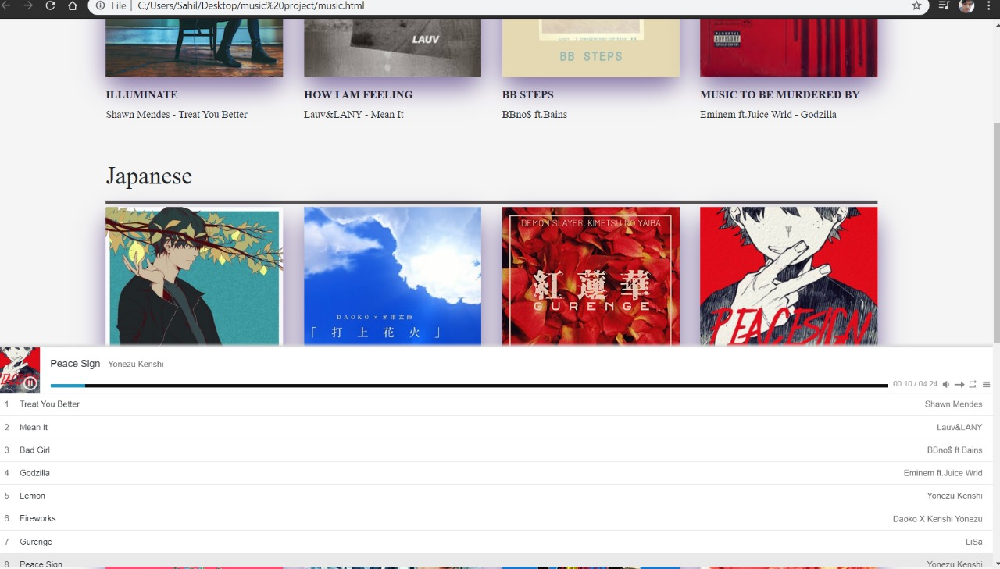 File
C:/Users/Sahil/Desktop/music%20project/music.html
LAUV
BB STEPS
PARENTAL
ADVISORY
EXPLICIT CONTENT
ILLUMINATE
HOW I AM FEELING
BB STEPS
MUSIC TO BE MURDERED BY
Shawn Mendes - Treat You Better
Lauv&LANY - Mean It
BBno$ ft.Bains
Eminem ft.Juice Wrld - Godzilla
Japanese
DAOKO × 米津玄師
「打上花火」
DEMON SLAYER: KIMETSU NO YAIBA
紅蓮華
GURENGE
PEACESIGN
Peace Sign - Yonezu Kenshi
00:10 / 04:24
1 Treat You Better Shawn Mendes
2 Mean It Lauv&LANY
3 Bad Girl BBno$ ft.Bains
4 Godzilla Eminem ft.Juice Wrld
5 Lemon Yonezu Kenshi
6 Fireworks Daoko X Kenshi Yonezu
7 Gurenge LiSa
8 Peace Sign Yonezu Kenshi